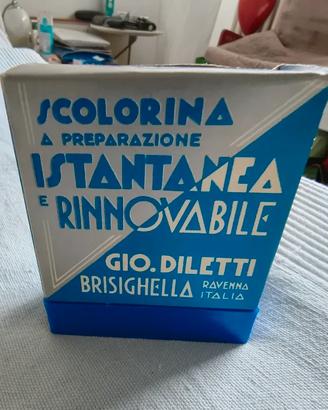 SCOLORINA
A PREPARAZIONE
ISTANTANEA
E RINNOVABILE
GIO. DILETTI
BRISIGHELLA RAVENNA
ITALIA